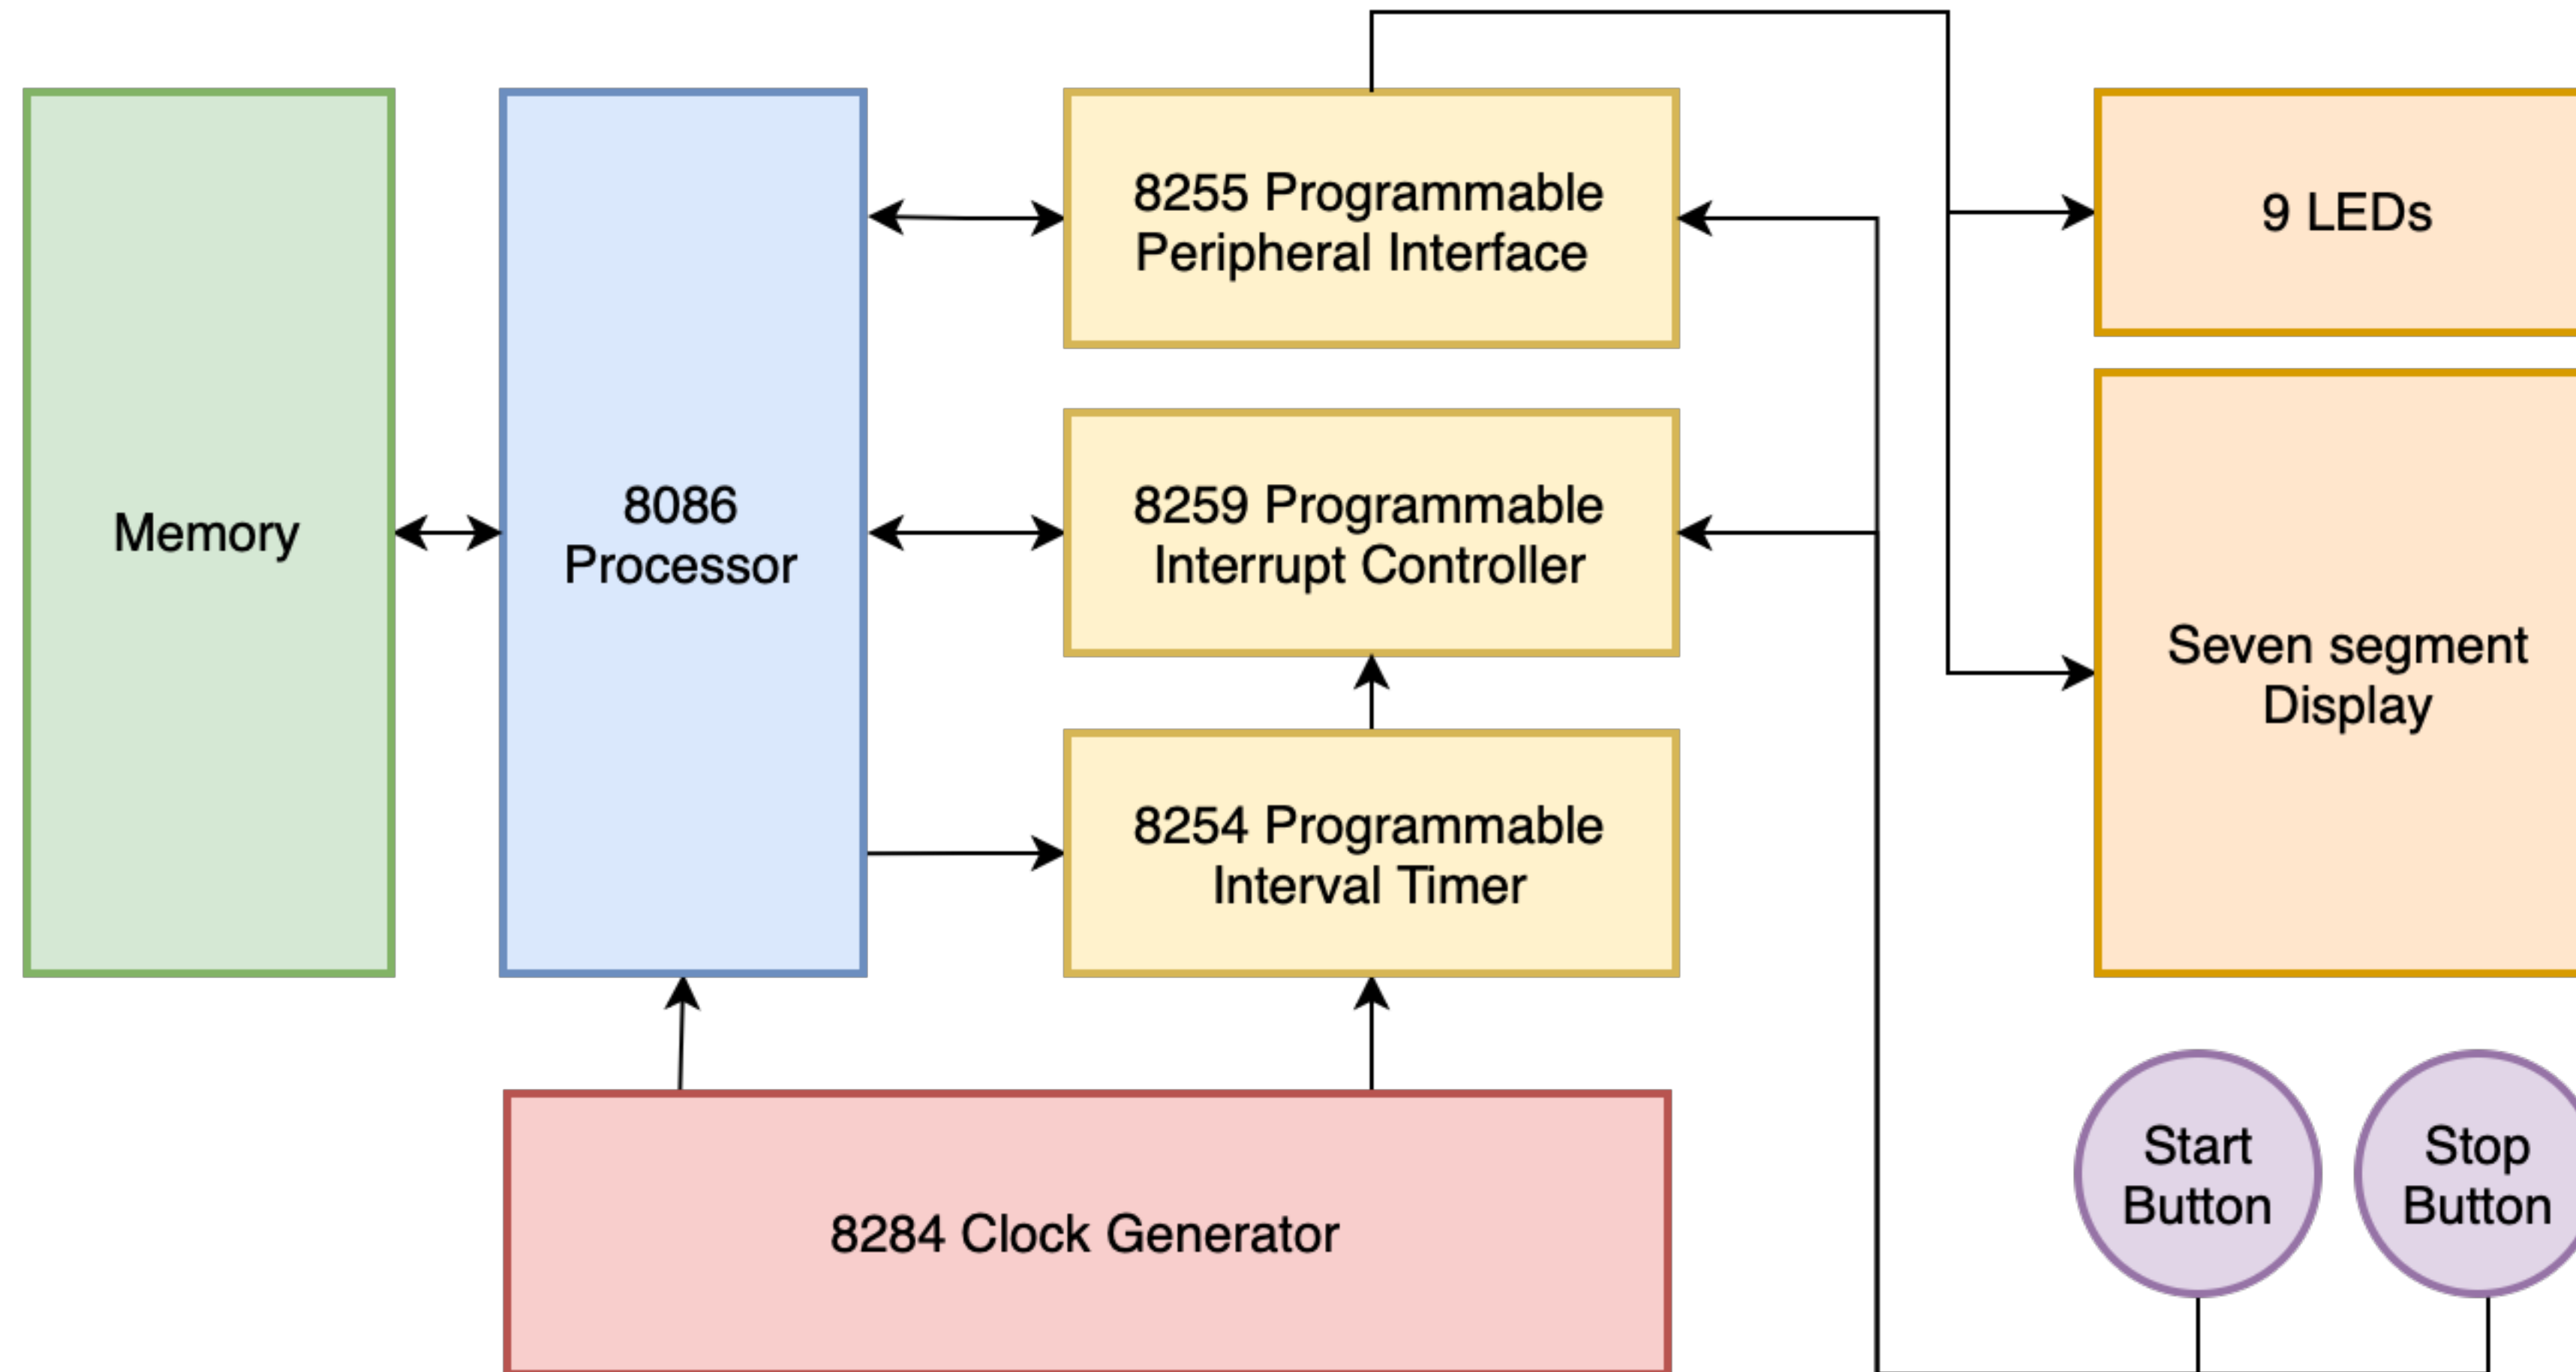 Memory
8086
Processor
8255 Programmable
Peripheral Interface
8259 Programmable
Interrupt Controller
8254 Programmable
Interval Timer
8284 Clock Generator
9 LEDs
Seven segment
Display
Start
Button
Stop
Button